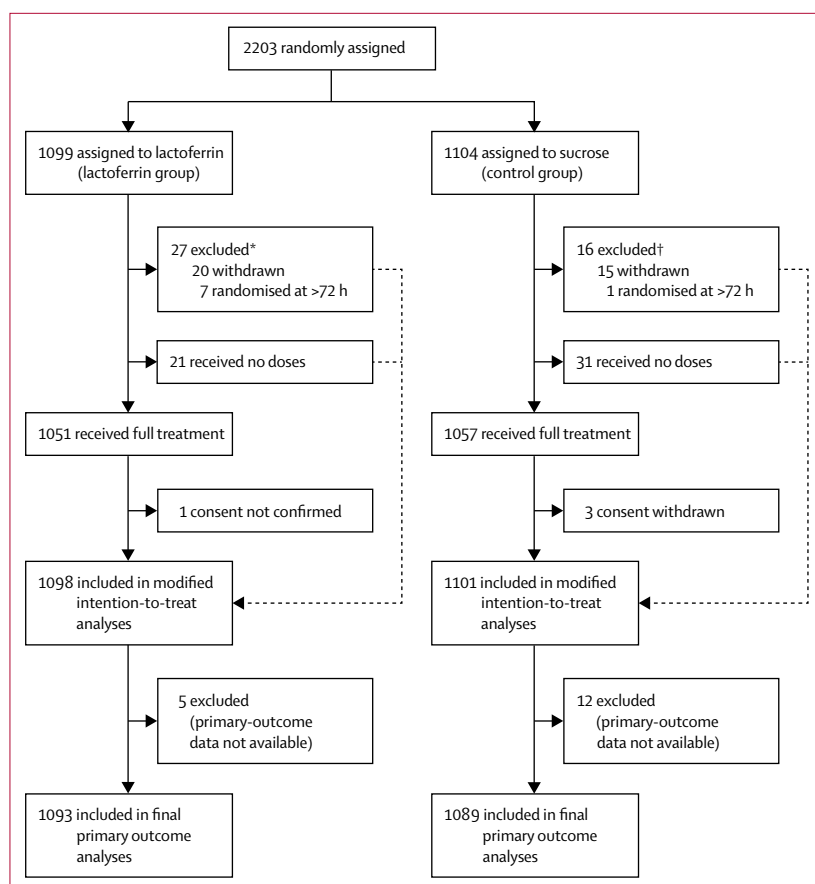 2203 randomly assigned
1099 assigned to lactoferrin
(lactoferrin group)
1104 assigned to sucrose
(control group)
27 excluded*
20 withdrawn
7 randomised at >72 h
16 excluded†
15 withdrawn
1 randomised at >72 h
21 received no doses
31 received no doses
1051 received full treatment
1057 received full treatment
1 consent not confirmed
3 consent withdrawn
1098 included in modified
intention-to-treat
analyses
1101 included in modified
intention-to-treat
analyses
5 excluded
(primary-outcome
data not available)
12 excluded
(primary-outcome
data not available)
1093 included in final
primary outcome
analyses
1089 included in final
primary outcome
analyses